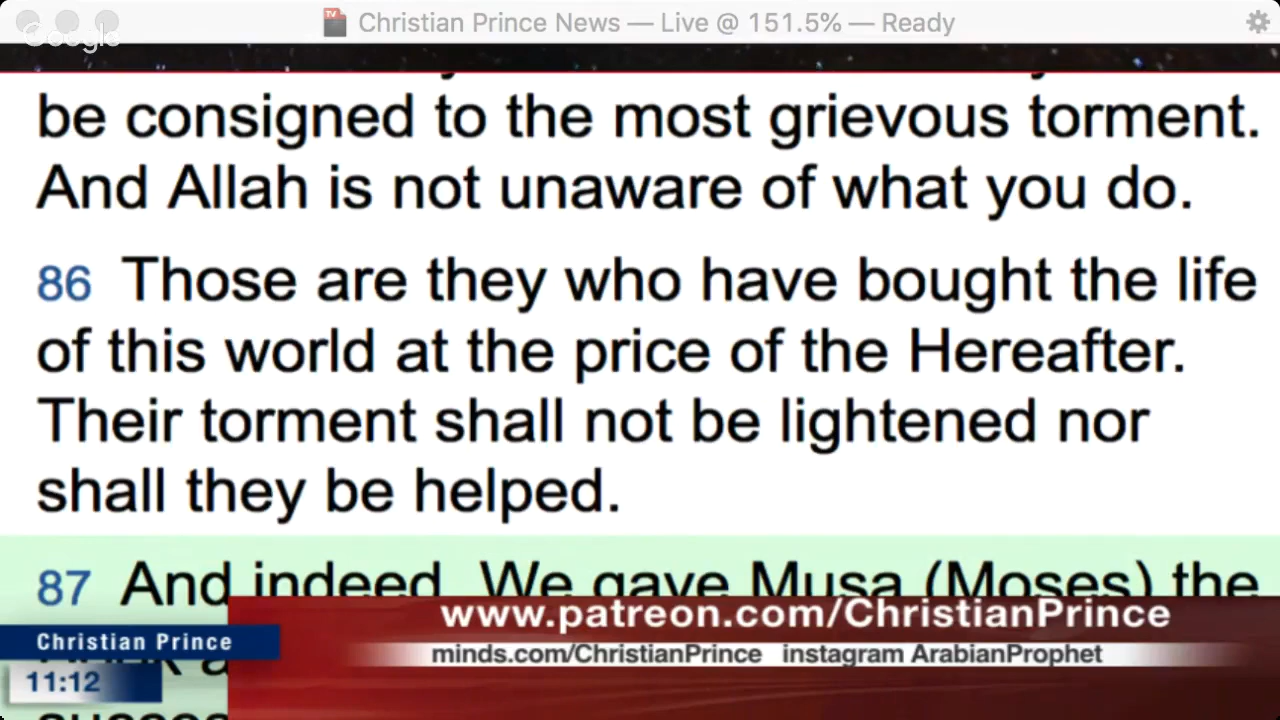 Christian Prince News — Live @ 151.5% — Ready
Google
be consigned to the most grievous torment.
And Allah is not unaware of what you do.
86 Those are they who have bought the life
of this world at the price of the Hereafter.
Their torment shall not be lightened nor
shall they be helped.
87 And indeed, We gave Musa (Moses) the
www.patreon.com/ChristianPrince
Christian Prince
minds.com/ChristianPrince instagram ArabianProphet
11:12